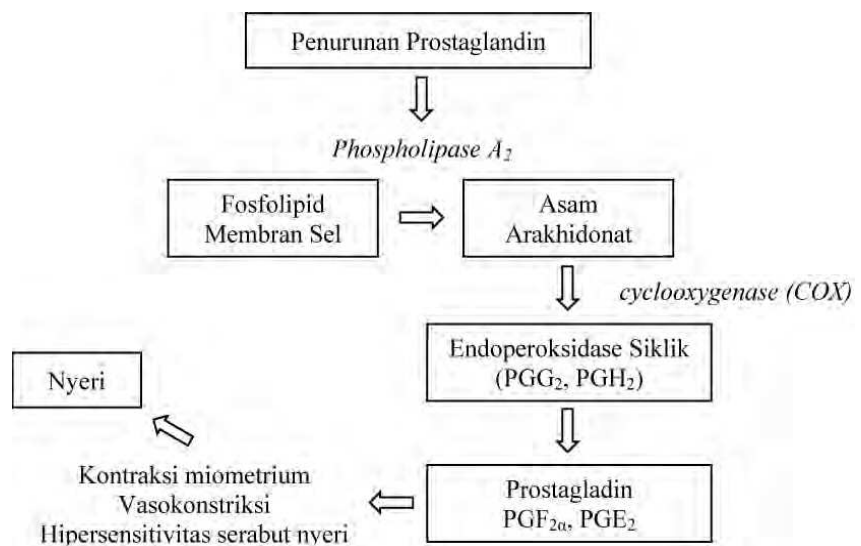 Penurunan Prostaglandin
Phospholipase A₂
Fosfolipid
Membran Sel
Asam
Arakhidonat
cyclooxygenase (COX)
Endoperoksidase Siklik
(PGG₂, PGH₂)
Nyeri
Kontraksi miometrium
Vasokonstriksi
Hipersensitivitas serabut nyeri
Prostagladin
PGF₂α, PGE₂